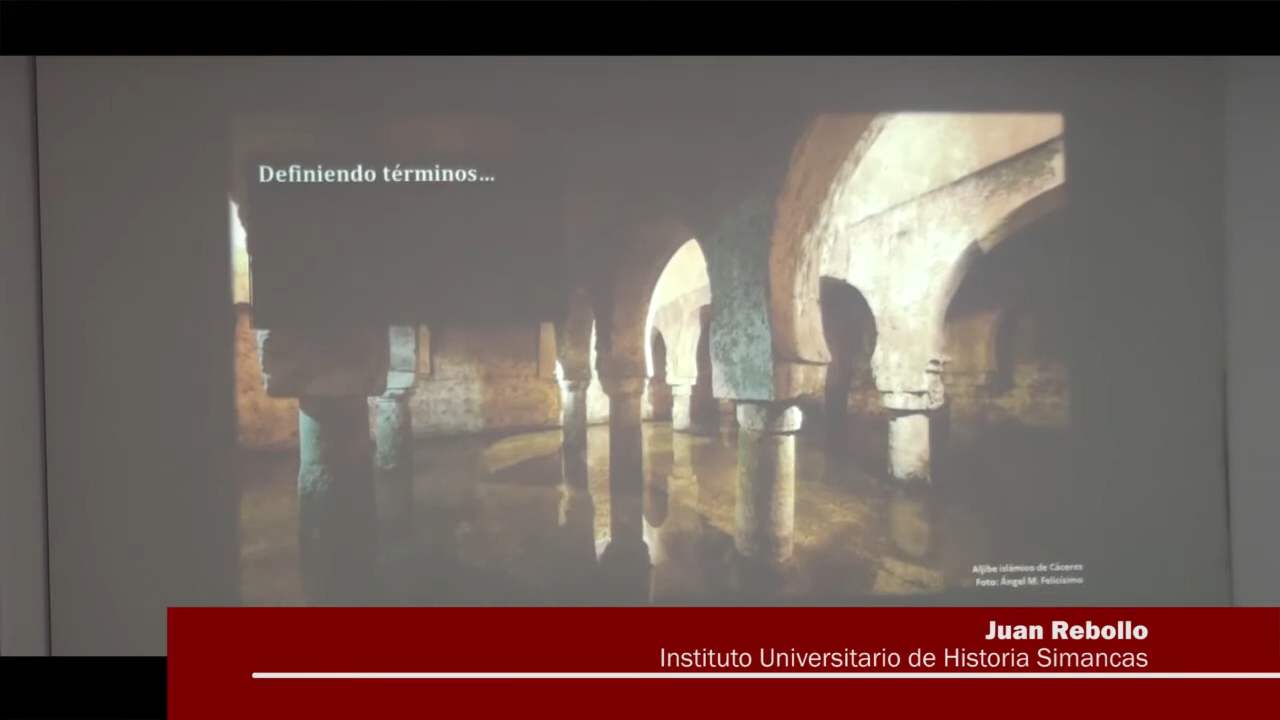 Definiendo términos...
Aljibe islámico de Cáceres
Foto: Ángel M. Felicísimo
Juan Rebollo
Instituto Universitario de Historia Simancas